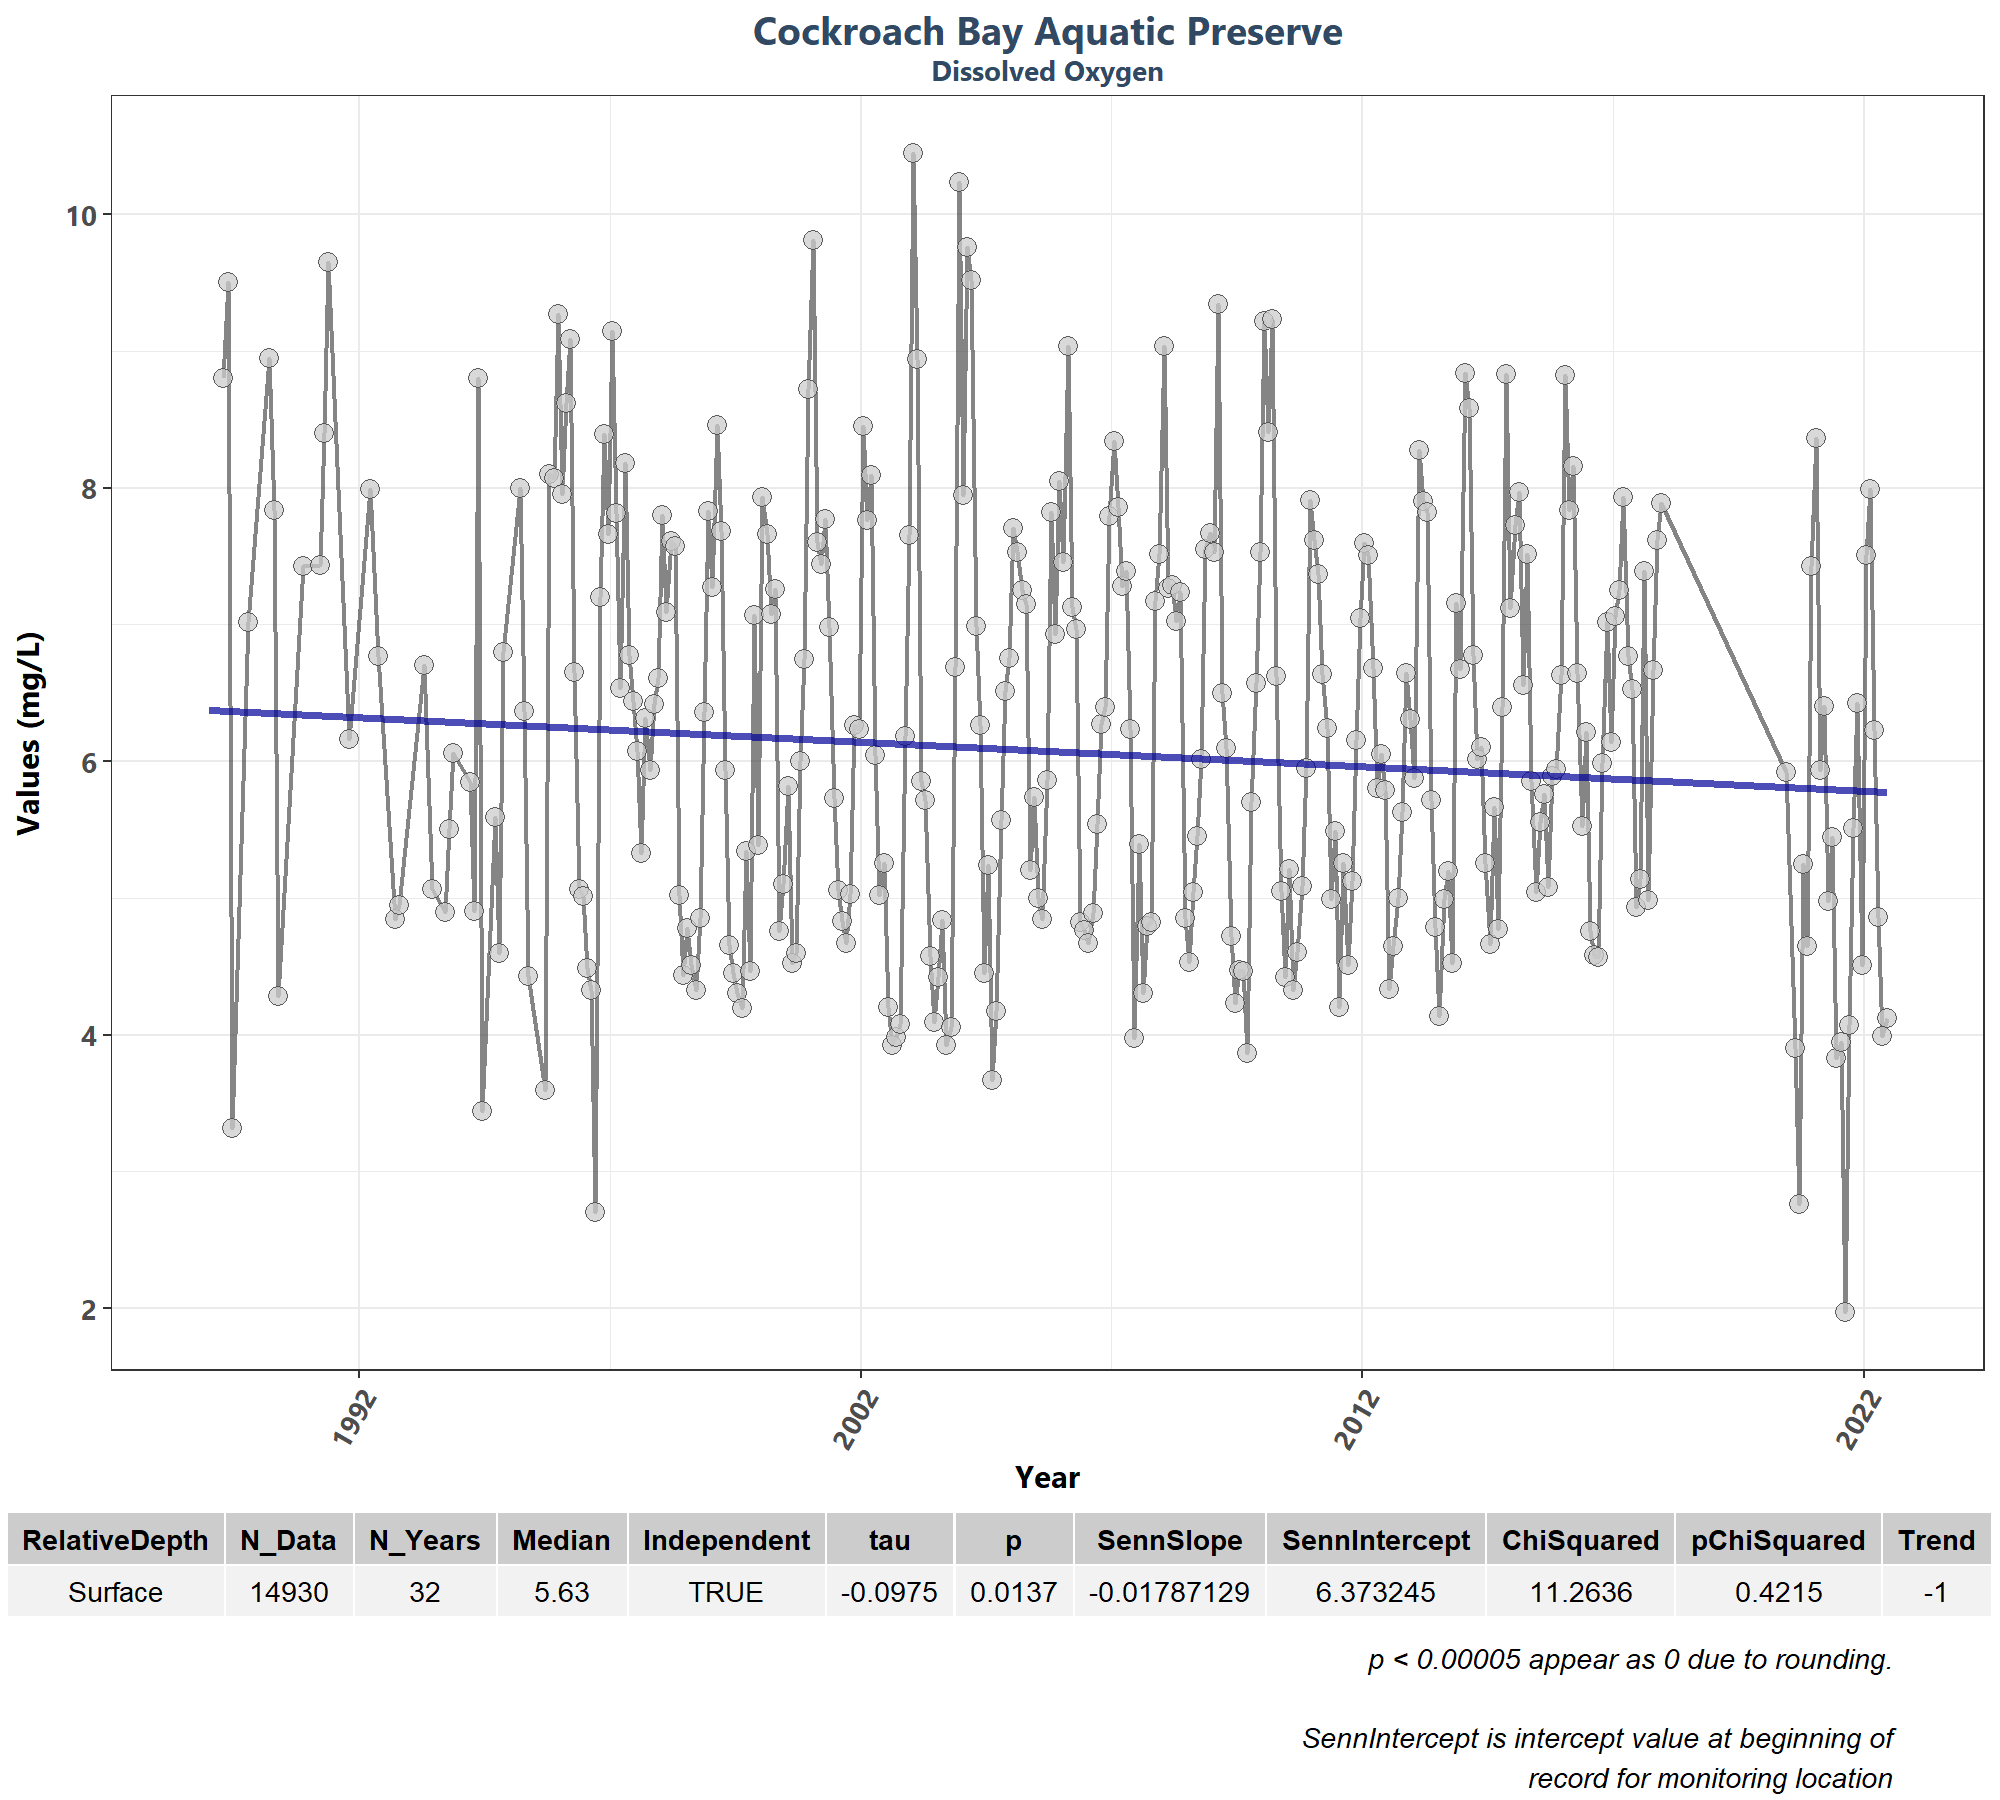 Cockroach Bay Aquatic Preserve
Dissolved Oxygen
Values (mg/L)
10
8
6
4
2
1992 2002 2012 2022
Year
RelativeDepth N_Data N_Years Median Independent tau p SennSlope SennIntercept ChiSquared pChiSquared Trend
Surface 14930 32 5.63 TRUE -0.0975 0.0137 -0.01787129 6.373245 11.2636 0.4215 -1
p < 0.00005 appear as 0 due to rounding.
SennIntercept is intercept value at beginning of
record for monitoring location